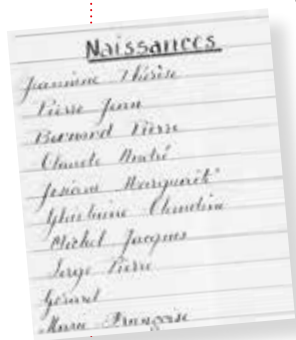 Naissances
Jeannine Thérèse
Pierre Jean
Bernard Pierre
Claude André
Josiane Marguerit
Ghislaine Claudine
Michel Jacques
Serge Pierre
Gérard
Marie Françoise